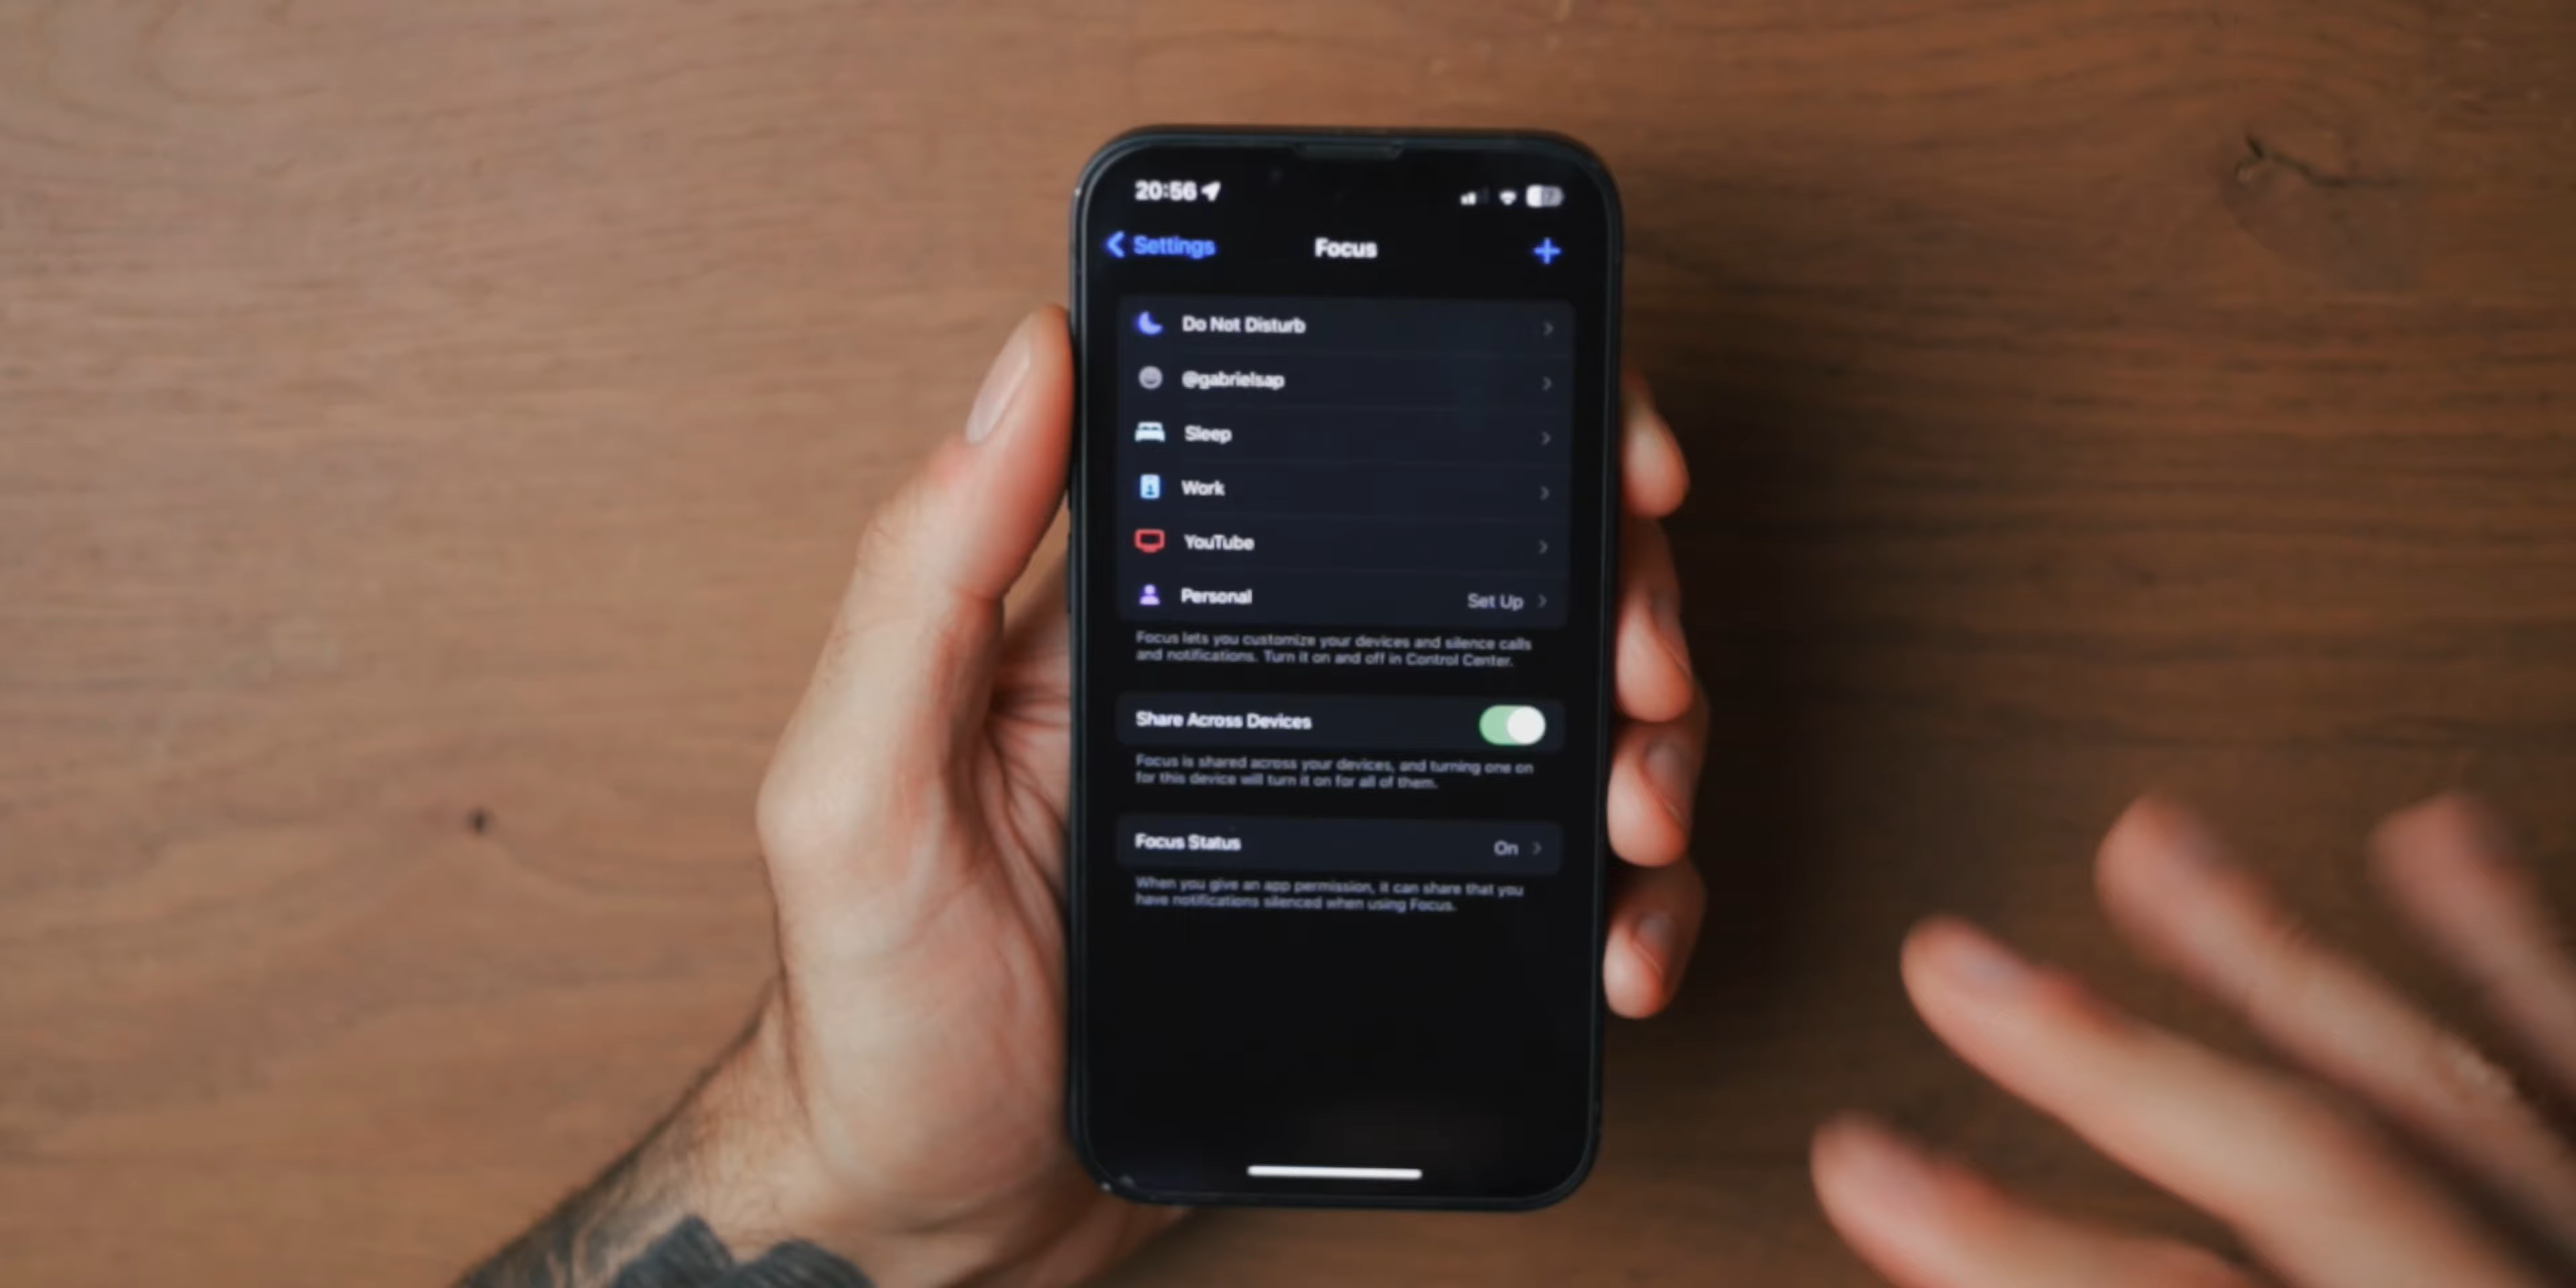 20:56
Settings
Focus
+
Do Not Disturb
@gabrielsap
Sleep
Work
YouTube
Personal
Set Up
Focus lets you customize your devices and silence calls
and notifications. Turn it on and off in Control Center.
Share Across Devices
Focus is shared across your devices, and turning one on
for this device will turn it on for all of them.
Focus Status
On
When you give an app permission, it can share that you
have notifications silenced when using Focus.